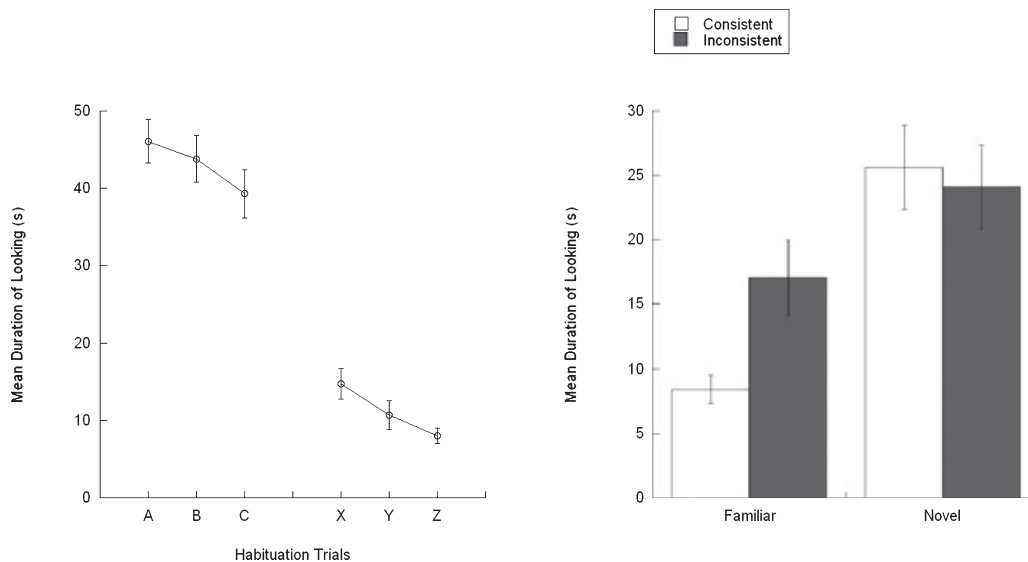 Consistent
Inconsistent
50
40
30
20
10
0
Mean Duration of Looking (s)
A B C X Y Z
Habituation Trials
30
25
20
15
10
5
0
Mean Duration of Looking (s)
Familiar Novel